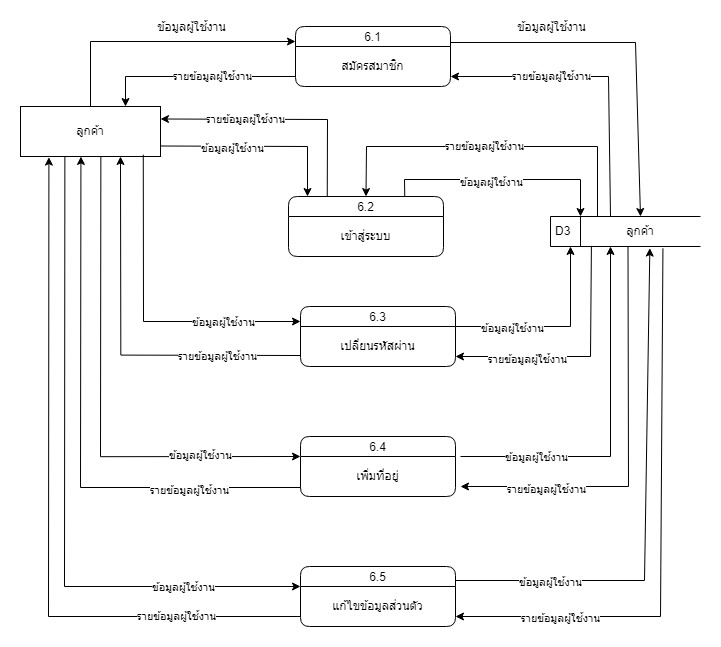 ข้อมูลผู้ใช้งาน
ข้อมูลผู้ใช้งาน
6.1
สมัครสมาชิก
รายข้อมูลผู้ใช้งาน
รายข้อมูลผู้ใช้งาน
ลูกค้า
รายข้อมูลผู้ใช้งาน
ข้อมูลผู้ใช้งาน
รายข้อมูลผู้ใช้งาน
ข้อมูลผู้ใช้งาน
6.2
เข้าสู่ระบบ
D3
ลูกค้า
6.3
เปลี่ยนรหัสผ่าน
ข้อมูลผู้ใช้งาน
ข้อมูลผู้ใช้งาน
รายข้อมูลผู้ใช้งาน
รายข้อมูลผู้ใช้งาน
6.4
เพิ่มที่อยู่
ข้อมูลผู้ใช้งาน
ข้อมูลผู้ใช้งาน
รายข้อมูลผู้ใช้งาน
รายข้อมูลผู้ใช้งาน
6.5
แก้ไขข้อมูลส่วนตัว
ข้อมูลผู้ใช้งาน
ข้อมูลผู้ใช้งาน
รายข้อมูลผู้ใช้งาน
รายข้อมูลผู้ใช้งาน